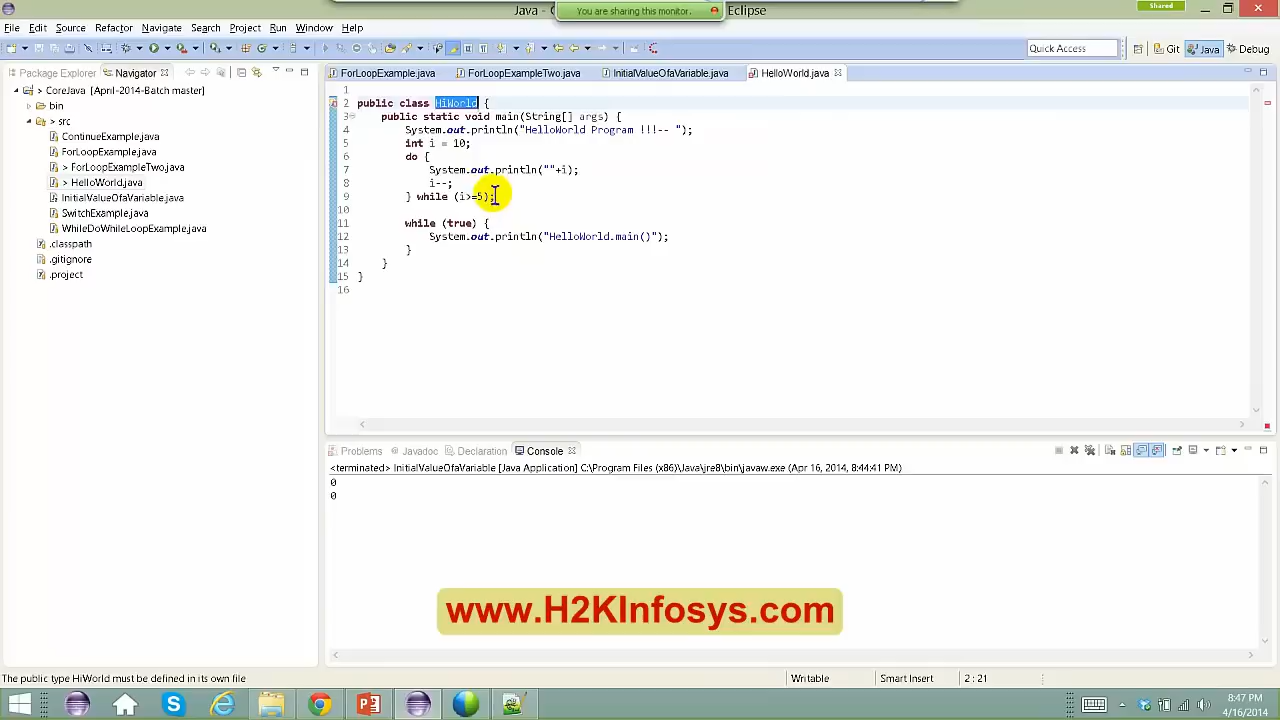 Java - C
You are sharing this monitor.
Eclipse
Shared
File Edit Source Refactor Navigate Search Project Run Window Help
Quick Access
Git
Java
Debug
Package Explorer
Navigator
ForLoopExample.java
ForLoopExampleTwo.java
InitialValueOfaVariable.java
HelloWorld.java
> CoreJava [April-2014-Batch master]
bin
> src
ContinueExample.java
ForLoopExample.java
> ForLoopExampleTwo.java
> HelloWorld.java
InitialValueOfaVariable.java
SwitchExample.java
WhileDoWhileLoopExample.java
.classpath
.gitignore
.project
1
2 public class HiWorld {
3 public static void main(String[] args) {
4 System.out.println("HelloWorld Program !!!-- ");
5 int i = 10;
6 do {
7 System.out.println(""+i);
8 i--;
9 } while (i>=5);
10
11 while (true) {
12 System.out.println("HelloWorld.main()");
13 }
14 }
15 }
16
Problems @ Javadoc Declaration Console
<terminated> InitialValueOfaVariable [Java Application] C:\Program Files (x86)\Java\jre8\bin\javaw.exe (Apr 16, 2014, 8:44:41 PM)
0
0
www.H2KInfosys.com
The public type HiWorld must be defined in its own file
Writable
Smart Insert
2 : 21
8:47 PM
4/16/2014